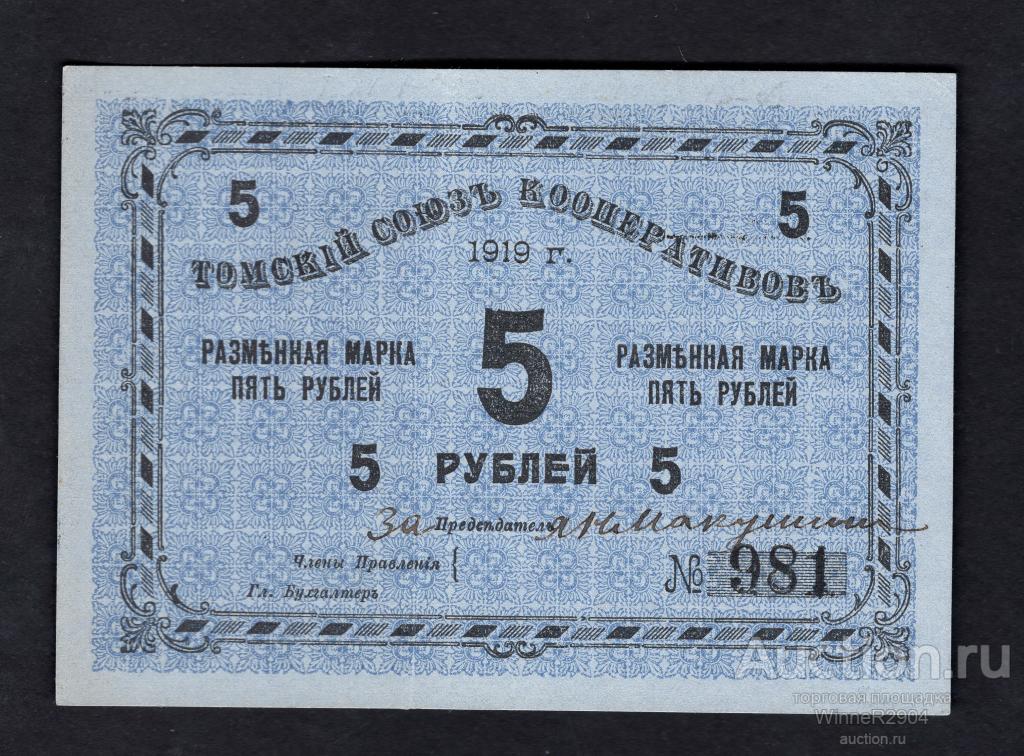 5 5
ТОМСКІЙ СОЮЗЪ КООПЕРАТИВОВЪ
1919 г.
РАЗМѢННАЯ МАРКА
ПЯТЬ РУБЛЕЙ
5
РАЗМѢННАЯ МАРКА
ПЯТЬ РУБЛЕЙ
5 РУБЛЕЙ 5
За Предсѣдатель
Члены Правленія {
Гл. Бухгалтеръ
№ 981
Auction.ru
торговая площадка
WinneR2904
auction.ru